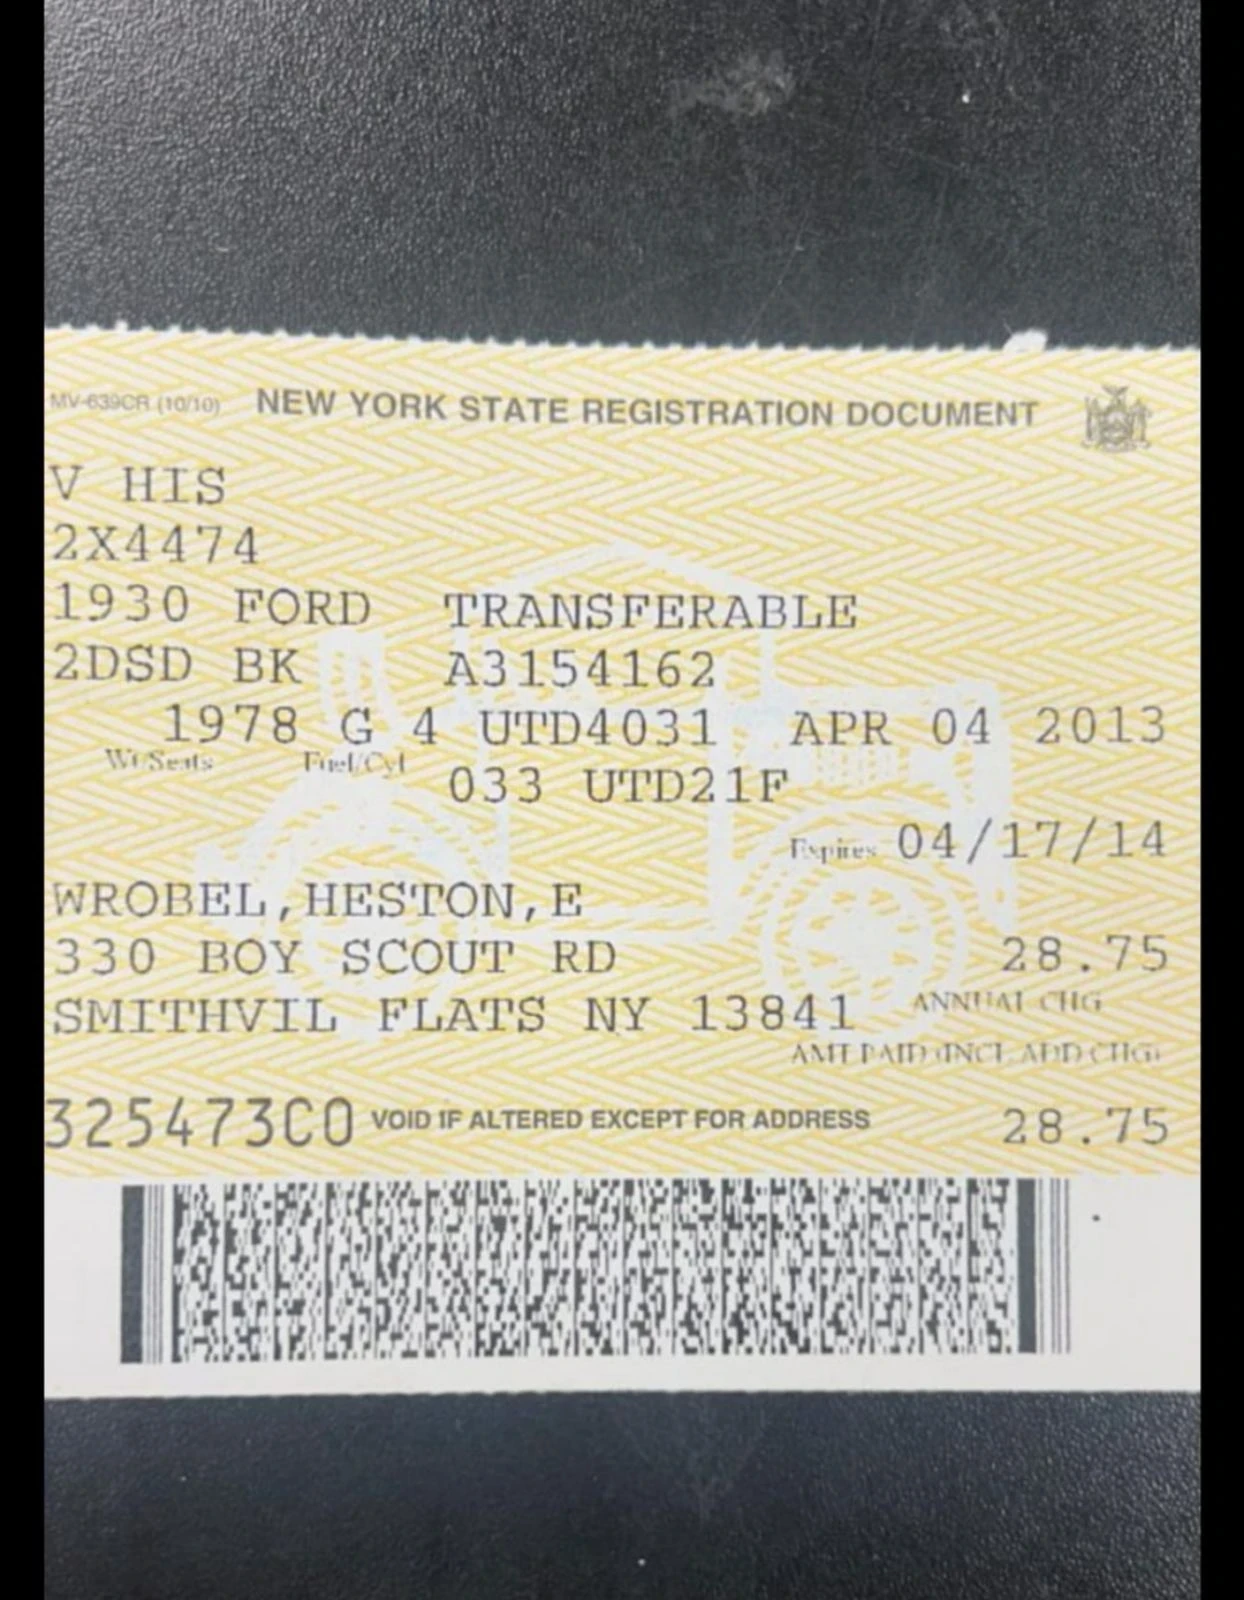 MV-639CR (10/10) NEW YORK STATE REGISTRATION DOCUMENT
V HIS
2X4474
1930 FORD TRANSFERABLE
2DSD BK A3154162
1978 G 4 UTD4031 APR 04 2013
Wt/Seats Fuel/Cyl
033 UTD21F
Expires 04/17/14
WROBEL,HESTON,E
330 BOY SCOUT RD 28.75
SMITHVIL FLATS NY 13841 ANNUAL CHG
AMT PAID (INCL ADD CHG)
325473CO VOID IF ALTERED EXCEPT FOR ADDRESS 28.75